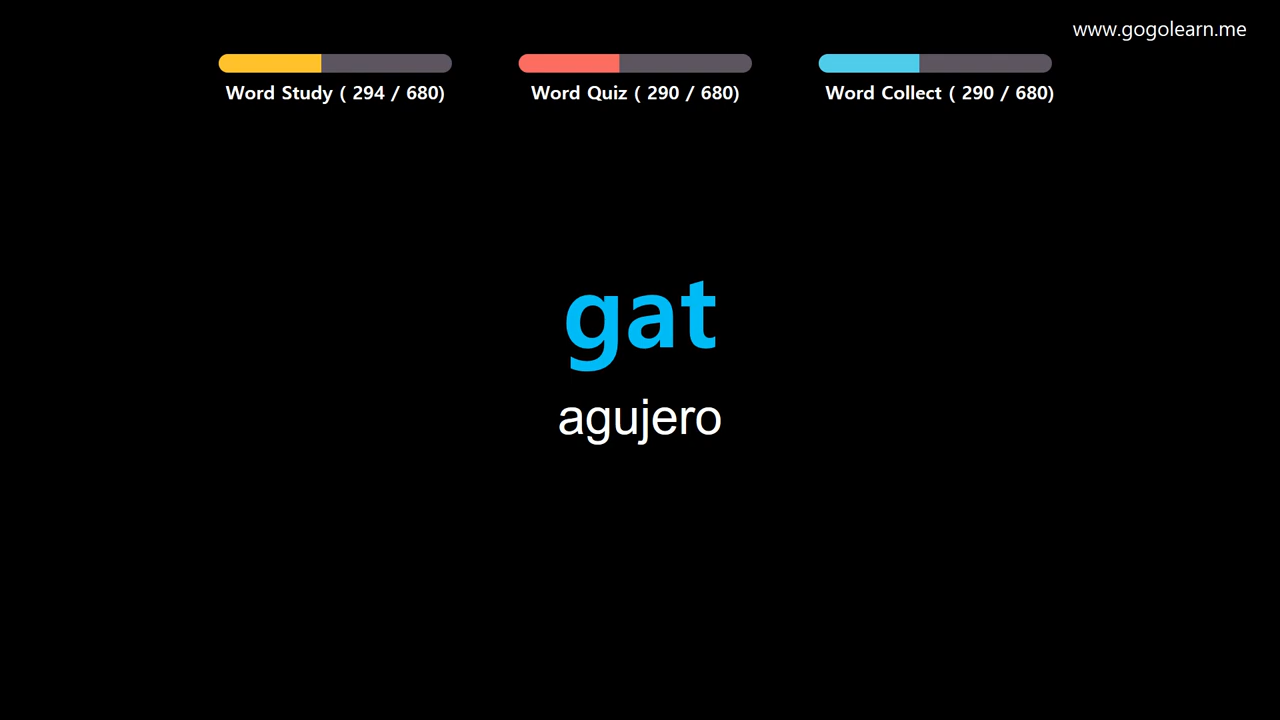 www.gogolearn.me
Word Study ( 294 / 680)
Word Quiz ( 290 / 680)
Word Collect ( 290 / 680)
gat
agujero